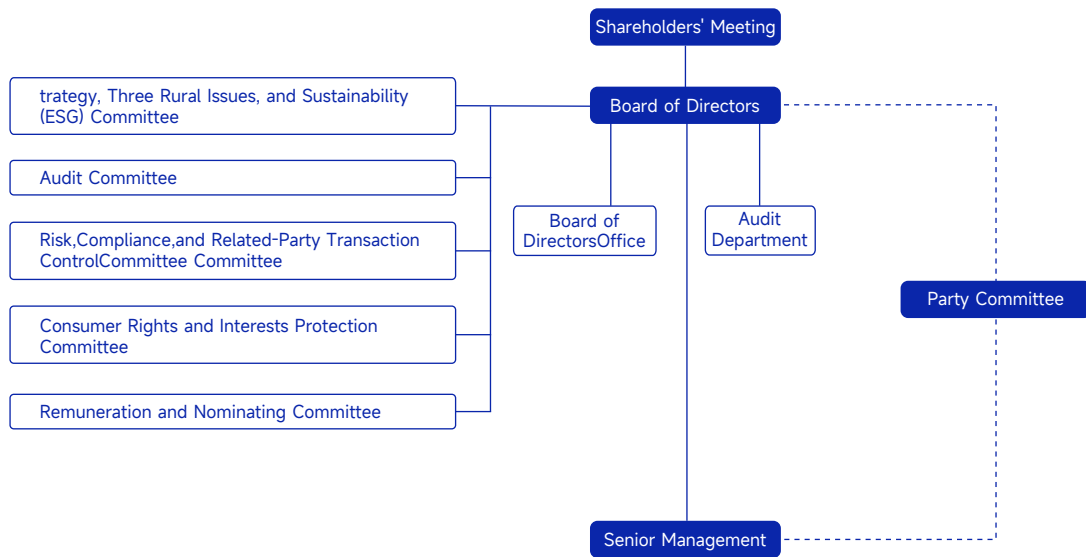 Shareholders' Meeting
Board of Directors
trategy, Three Rural Issues, and Sustainability
(ESG) Committee
Audit Committee
Risk,Compliance,and Related-Party Transaction
ControlCommittee Committee
Consumer Rights and Interests Protection
Committee
Remuneration and Nominating Committee
Board of
DirectorsOffice
Audit
Department
Party Committee
Senior Management